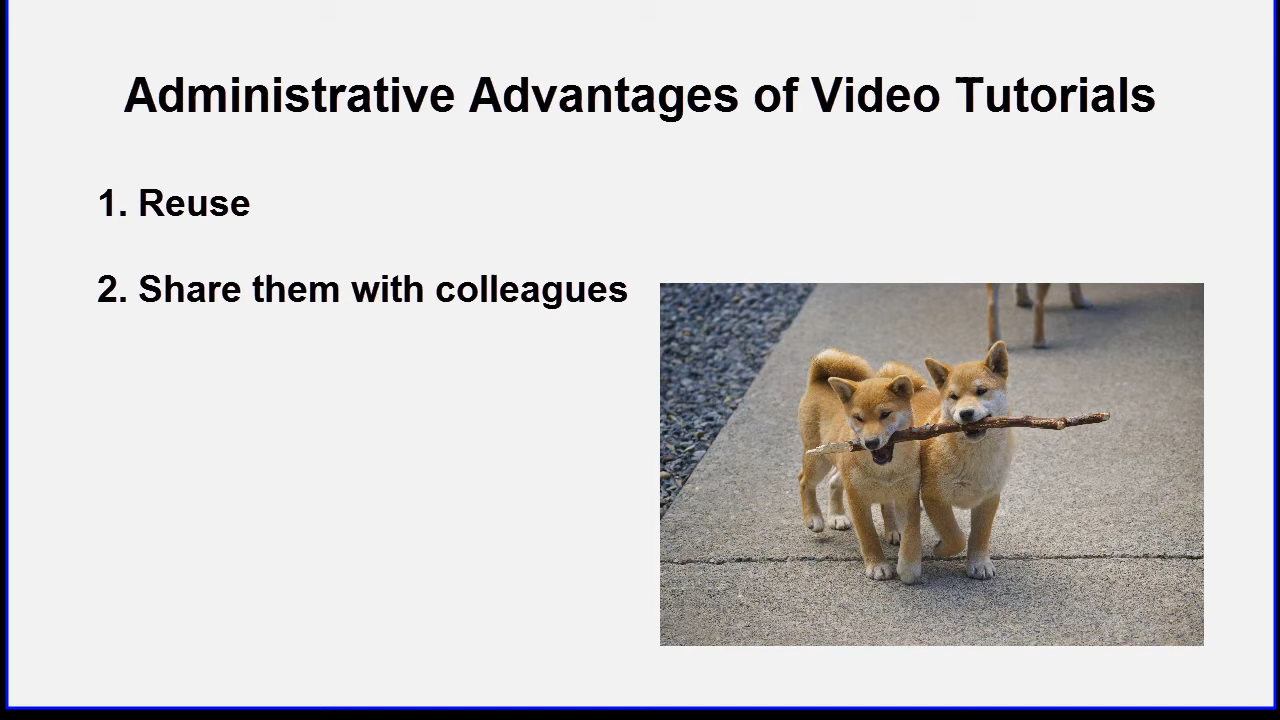 Administrative Advantages of Video Tutorials
1. Reuse
2. Share them with colleagues